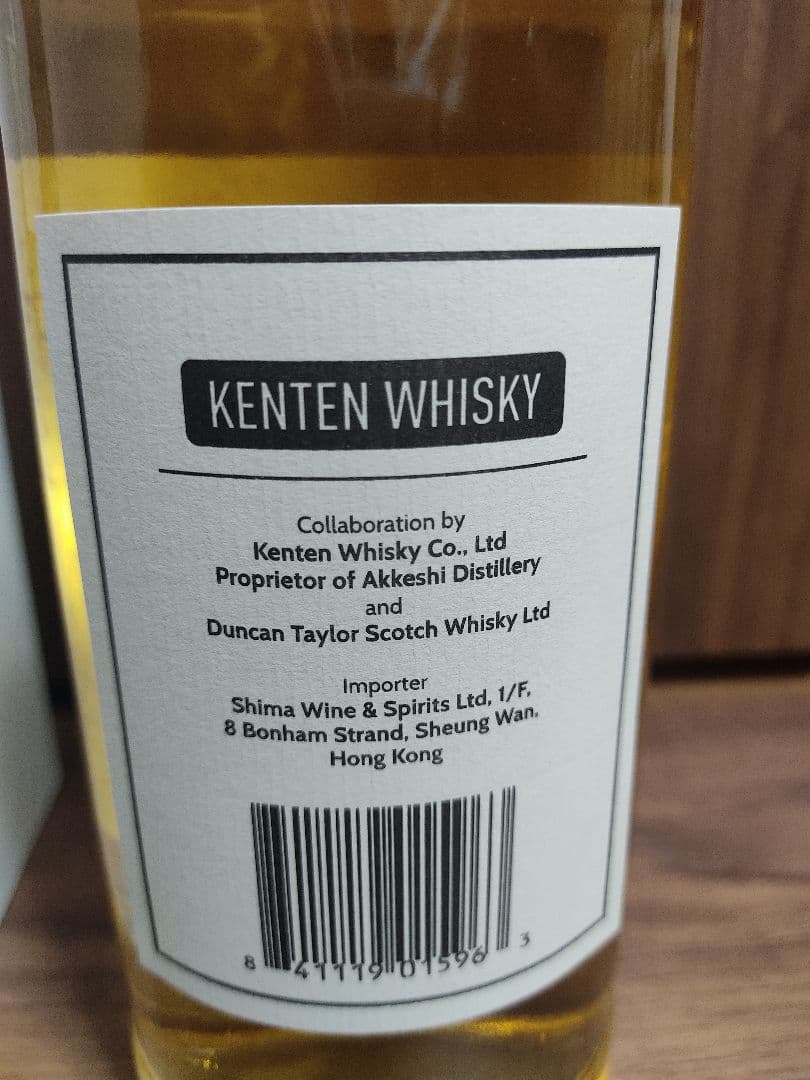 KENTEN WHISKY
Collaboration by
Kenten Whisky Co., Ltd
Proprietor of Akkeshi Distillery
and
Duncan Taylor Scotch Whisky Ltd
Importer
Shima Wine & Spirits Ltd, 1/F,
8 Bonham Strand, Sheung Wan,
Hong Kong
8 41119 01596 3